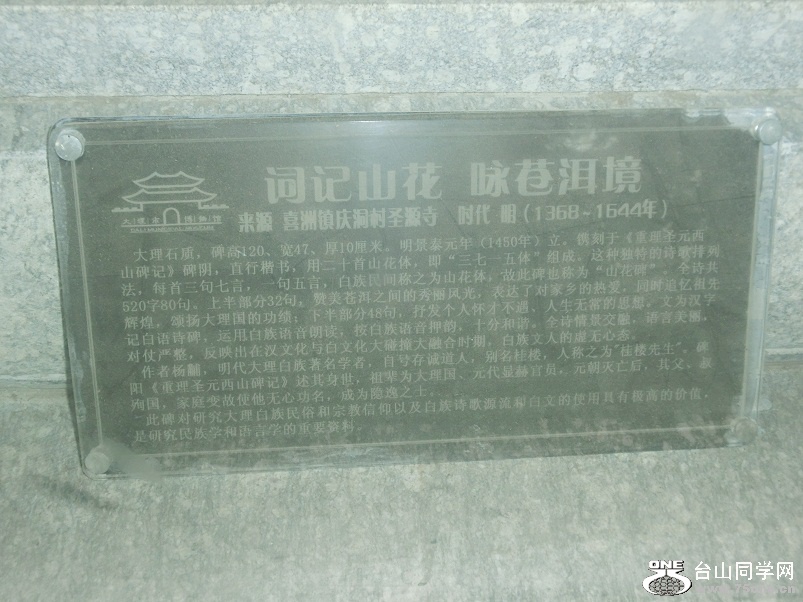 词记山花 咏苍洱境
大理市博物馆
来源 喜洲镇庆洞村圣源寺 时代 明（1368~1644年）
大理石质，碑高120、宽47、厚10厘米。明景泰元年（1450年）立，镌刻于《重理圣元西
山碑记》碑阴，直行楷书，用二十首山花体，即“三七一五体”组成，这种独特的诗歌排列
法，每首三句七言，一句五言，白族民间称之为山花体，故此碑也称为“山花碑”。全诗共
520字80句。上半部分32句。赞美苍洱之间的秀丽风光，表达了对家乡的热爱，同时追忆祖先
辉煌，颂扬大理国的功绩；下半部分48句，抒发个人怀才不遇，人生无常的思想。文为汉字
记白语诗碑，运用白族语音朗读，按白族语音押韵，十分和谐。全诗情景交融，语言美丽，
对仗严整，反映出在汉文化与白文化大碰撞大融合时期，白族文人的虚无心态。
作者杨黼，明代大理白族著名学者，自号存诚道人，别名桂楼，人称之为“桂楼先生”。碑
阳《重理圣元西山碑记》述其身世，祖辈为大理国、元代显赫官员，元朝灭亡后，其父、叔
殉国，家庭变故使他无心功名，成为隐逸之士。
此碑对研究大理白族民俗和宗教信仰以及白族诗歌源流和白文的使用具有极高的价值，
是研究民族学和语言学的重要资料。
ONE
台山同学网